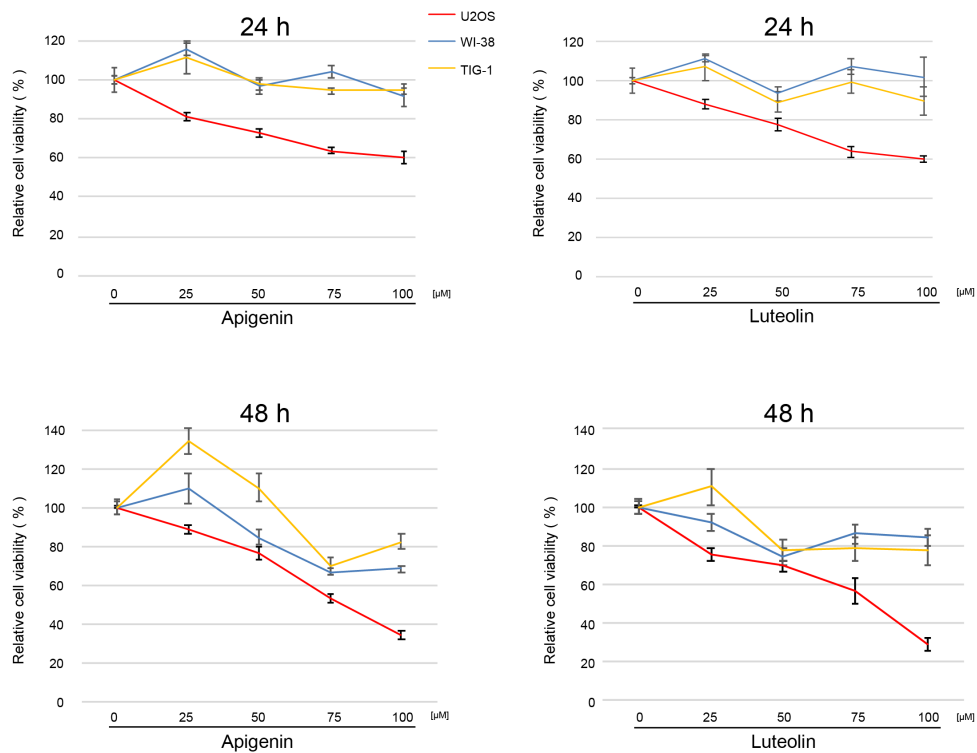 24 h
Relative cell viability ( % )
120
100
80
60
40
20
0
0 25 50 75 100 [μM]
Apigenin
U2OS
WI-38
TIG-1
24 h
Relative cell viability ( % )
120
100
80
60
40
20
0
0 25 50 75 100 [μM]
Luteolin
48 h
Relative cell viability ( % )
140
120
100
80
60
40
20
0
0 25 50 75 100 [μM]
Apigenin
48 h
Relative cell viability ( % )
140
120
100
80
60
40
20
0
0 25 50 75 100 [μM]
Luteolin